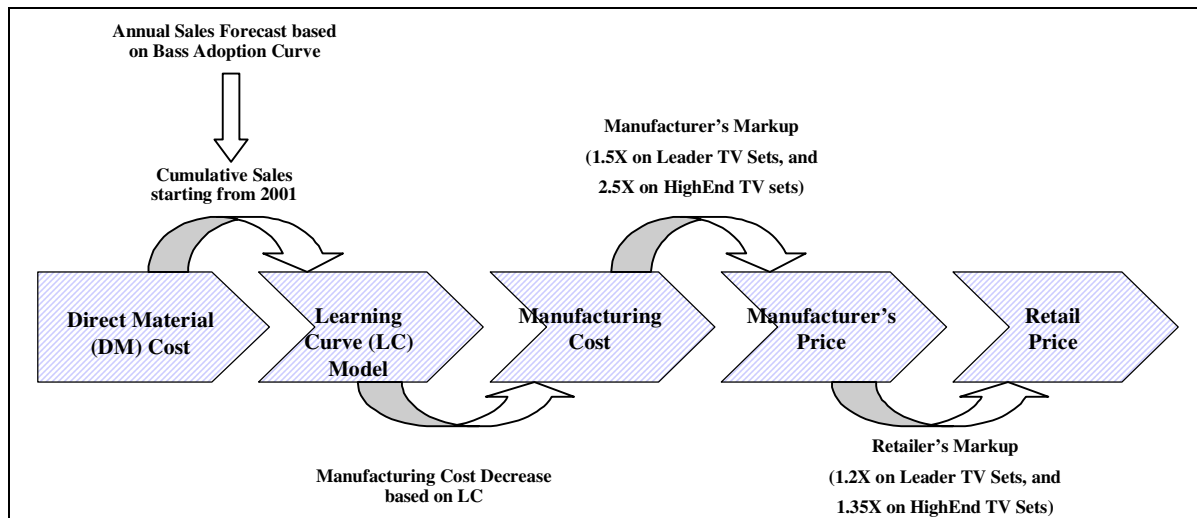 Annual Sales Forecast based
on Bass Adoption Curve
Cumulative Sales
starting from 2001
Manufacturer's Markup
(1.5X on Leader TV Sets, and
2.5X on HighEnd TV sets)
Direct Material
(DM) Cost
Learning
Curve (LC)
Model
Manufacturing
Cost
Manufacturer's
Price
Retail
Price
Manufacturing Cost Decrease
based on LC
Retailer's Markup
(1.2X on Leader TV Sets, and
1.35X on HighEnd TV Sets)